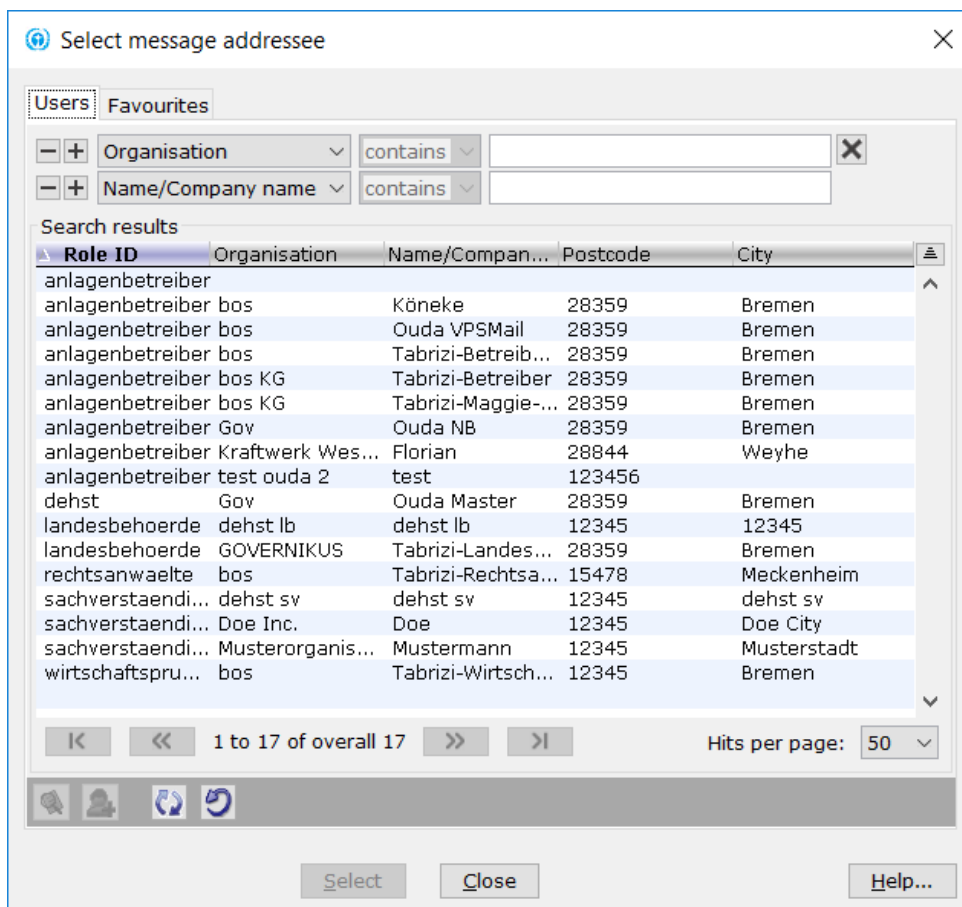 Select message addressee
Users Favourites
Organisation contains
Name/Company name contains
Search results
Role ID Organisation Name/Compan... Postcode City
anlagenbetreiber
anlagenbetreiber bos Köneke 28359 Bremen
anlagenbetreiber bos Ouda VPSMail 28359 Bremen
anlagenbetreiber bos Tabrizi-Betreib... 28359 Bremen
anlagenbetreiber bos KG Tabrizi-Betreiber 28359 Bremen
anlagenbetreiber bos KG Tabrizi-Maggie-... 28359 Bremen
anlagenbetreiber Gov Ouda NB 28359 Bremen
anlagenbetreiber Kraftwerk Wes... Florian 28844 Weyhe
anlagenbetreiber test ouda 2 test 123456
dehst Gov Ouda Master 28359 Bremen
landesbehoerde dehst lb dehst lb 12345 12345
landesbehoerde GOVERNIKUS Tabrizi-Landes... 28359 Bremen
rechtsanwaelte bos Tabrizi-Rechtsa... 15478 Meckenheim
sachverstaendi... dehst sv dehst sv 12345 dehst sv
sachverstaendi... Doe Inc. Doe 12345 Doe City
sachverstaendi... Musterorganis... Mustermann 12345 Musterstadt
wirtschaftspru... bos Tabrizi-Wirtsch... 12345 Bremen
1 to 17 of overall 17 Hits per page: 50
Select Close Help...